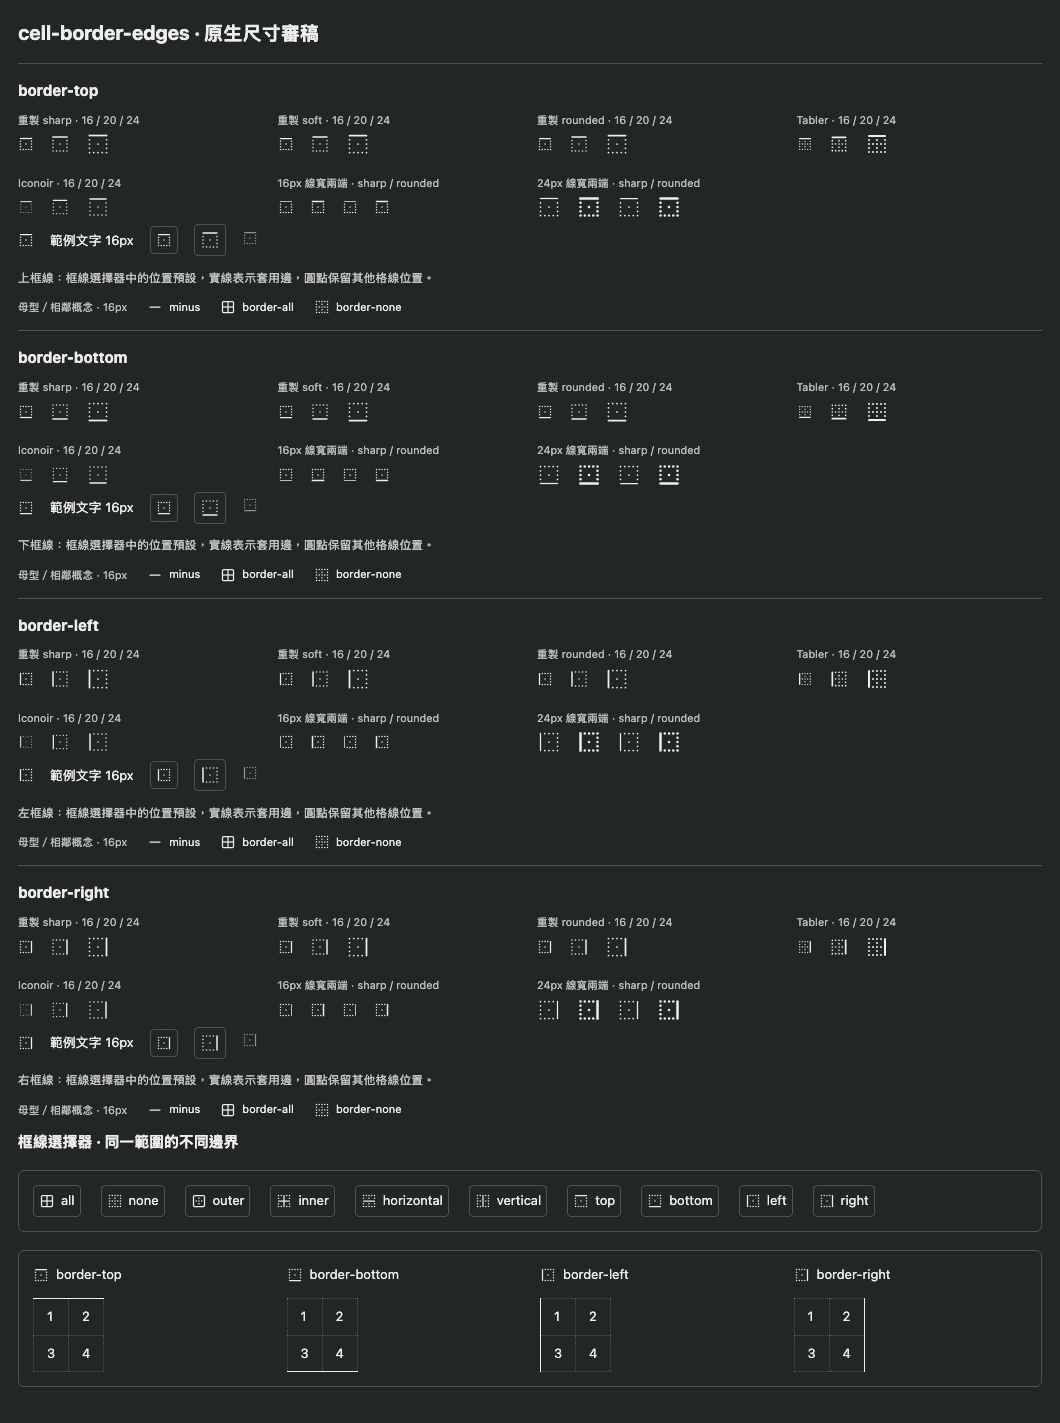 cell-border-edges · 原生尺寸審稿
border-top
重製 sharp · 16 / 20 / 24
重製 soft · 16 / 20 / 24
重製 rounded · 16 / 20 / 24
Tabler · 16 / 20 / 24
Iconoir · 16 / 20 / 24
16px 線寬兩端 · sharp / rounded
24px 線寬兩端 · sharp / rounded
範例文字 16px
上框線：框線選擇器中的位置預設，實線表示套用邊，圓點保留其他格線位置。
母型 / 相鄰概念 · 16px minus border-all border-none
border-bottom
重製 sharp · 16 / 20 / 24
重製 soft · 16 / 20 / 24
重製 rounded · 16 / 20 / 24
Tabler · 16 / 20 / 24
Iconoir · 16 / 20 / 24
16px 線寬兩端 · sharp / rounded
24px 線寬兩端 · sharp / rounded
範例文字 16px
下框線：框線選擇器中的位置預設，實線表示套用邊，圓點保留其他格線位置。
母型 / 相鄰概念 · 16px minus border-all border-none
border-left
重製 sharp · 16 / 20 / 24
重製 soft · 16 / 20 / 24
重製 rounded · 16 / 20 / 24
Tabler · 16 / 20 / 24
Iconoir · 16 / 20 / 24
16px 線寬兩端 · sharp / rounded
24px 線寬兩端 · sharp / rounded
範例文字 16px
左框線：框線選擇器中的位置預設，實線表示套用邊，圓點保留其他格線位置。
母型 / 相鄰概念 · 16px minus border-all border-none
border-right
重製 sharp · 16 / 20 / 24
重製 soft · 16 / 20 / 24
重製 rounded · 16 / 20 / 24
Tabler · 16 / 20 / 24
Iconoir · 16 / 20 / 24
16px 線寬兩端 · sharp / rounded
24px 線寬兩端 · sharp / rounded
範例文字 16px
右框線：框線選擇器中的位置預設，實線表示套用邊，圓點保留其他格線位置。
母型 / 相鄰概念 · 16px minus border-all border-none
框線選擇器 · 同一範圍的不同邊界
all none outer inner horizontal vertical top bottom left right
border-top border-bottom border-left border-right
1 2 1 2 1 2 1 2
3 4 3 4 3 4 3 4